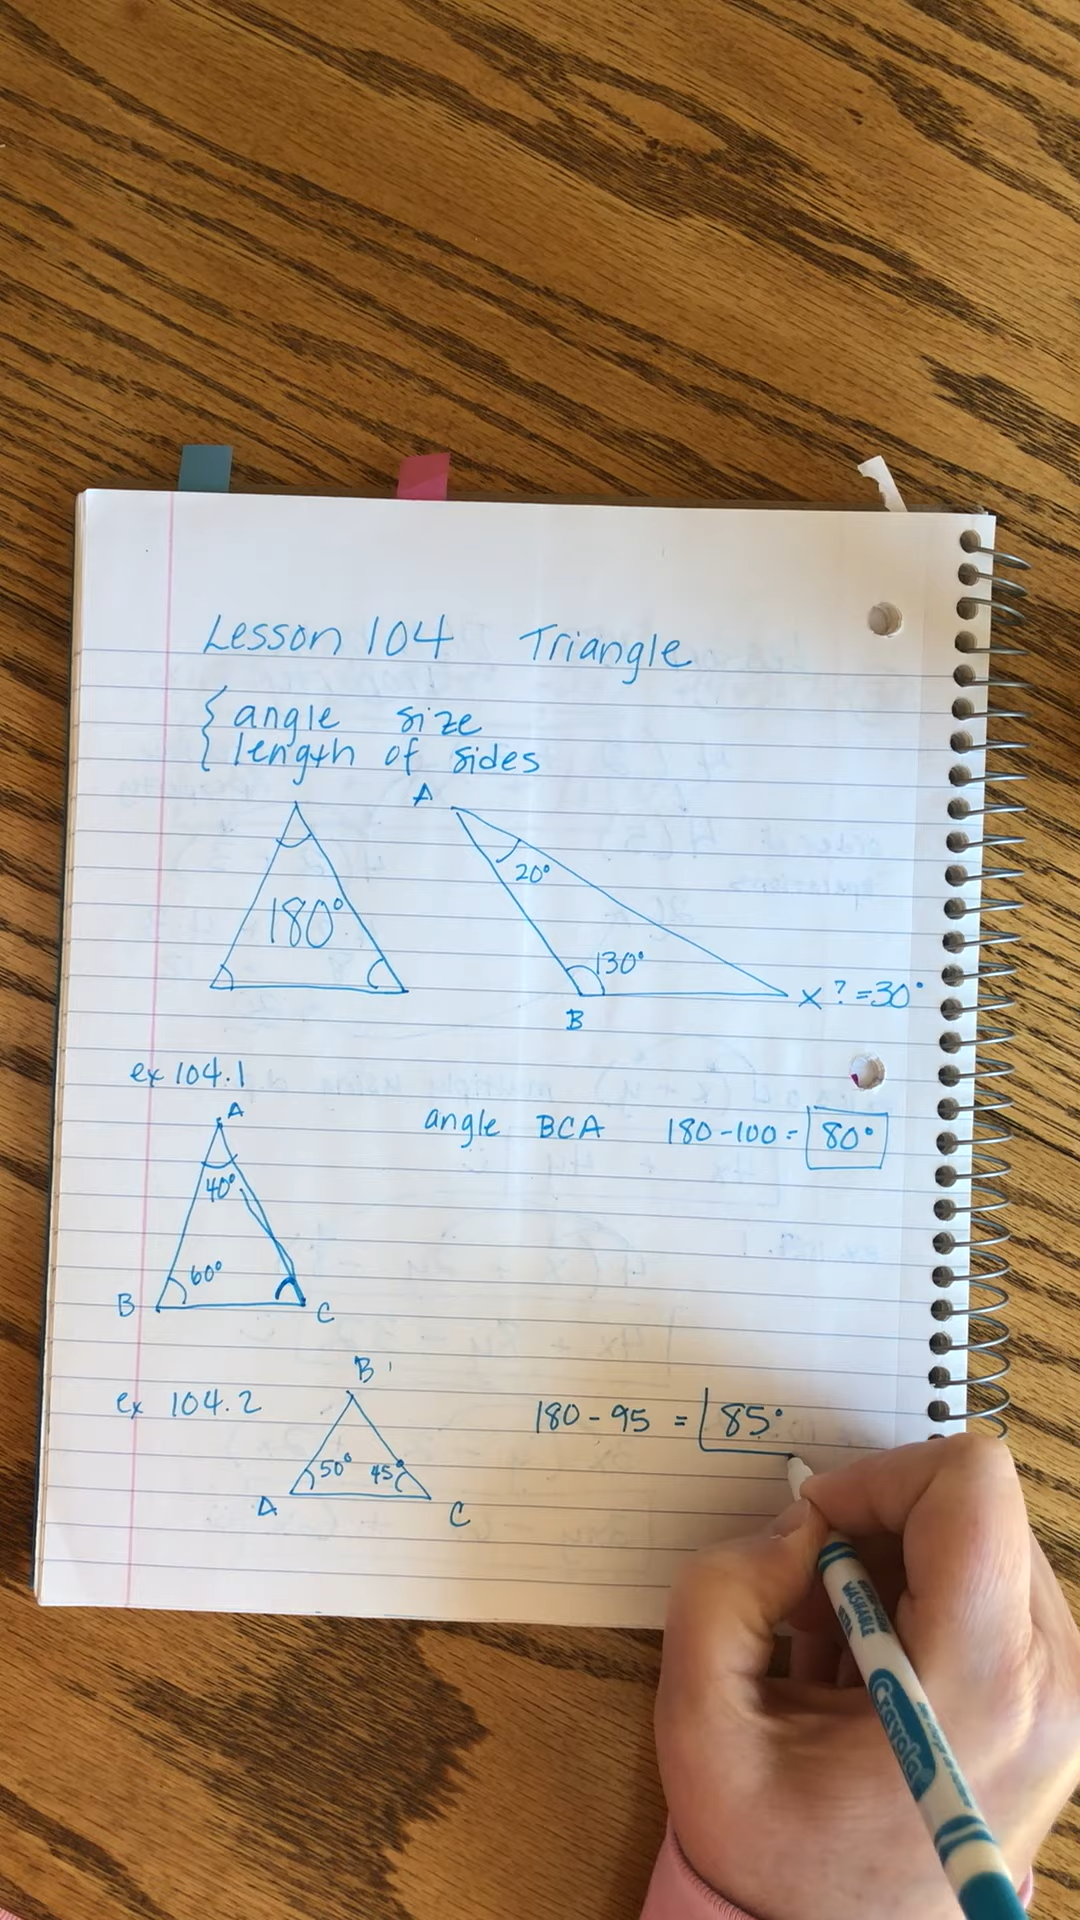 Lesson 104 Triangle
{ angle size
{ length of sides
A
20°
180°
130°
x ? = 30°
B
ex 104.1
A
angle BCA 180 - 100 = 80°
40°
60°
B
C
B
ex 104.2
180 - 95 = 85°
50° 45°
A
C
WASHABLE
Crayola